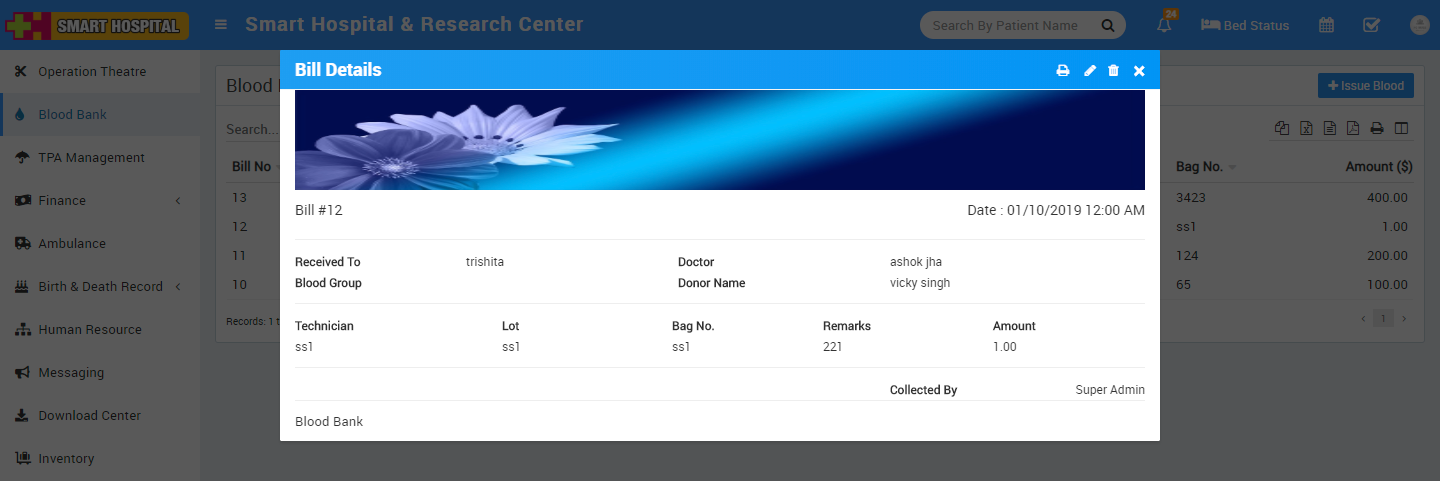 SMART HOSPITAL
Smart Hospital & Research Center
Search By Patient Name
24
Bed Status
Operation Theatre
Blood Bank
TPA Management
Finance
Ambulance
Birth & Death Record
Human Resource
Messaging
Download Center
Inventory
Blood
Issue Blood
Search...
Bill No
Bag No. Amount ($)
13 3423 400.00
12 ss1 1.00
11 124 200.00
10 65 100.00
Records: 1
1
Bill Details
Bill #12 Date : 01/10/2019 12:00 AM
Received To trishita Doctor ashok jha
Blood Group Donor Name vicky singh
Technician Lot Bag No. Remarks Amount
ss1 ss1 ss1 221 1.00
Collected By Super Admin
Blood Bank